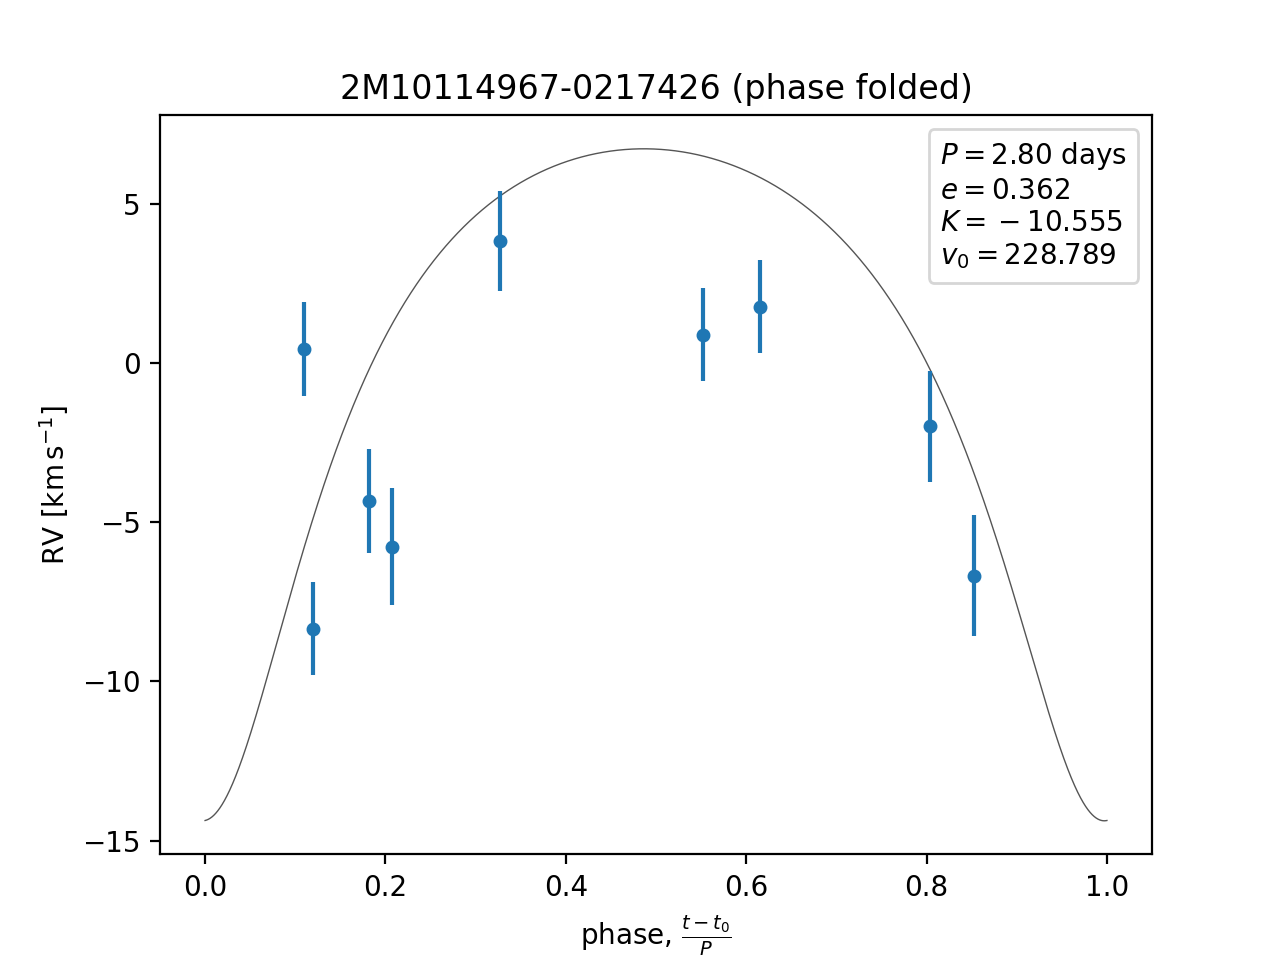 2M10114967-0217426 (phase folded)
P = 2.80 days
e = 0.362
K = −10.555
v₀ = 228.789
5
0
−5
−10
−15
RV [km s⁻¹]
0.0 0.2 0.4 0.6 0.8 1.0
phase, (t − t₀)/P